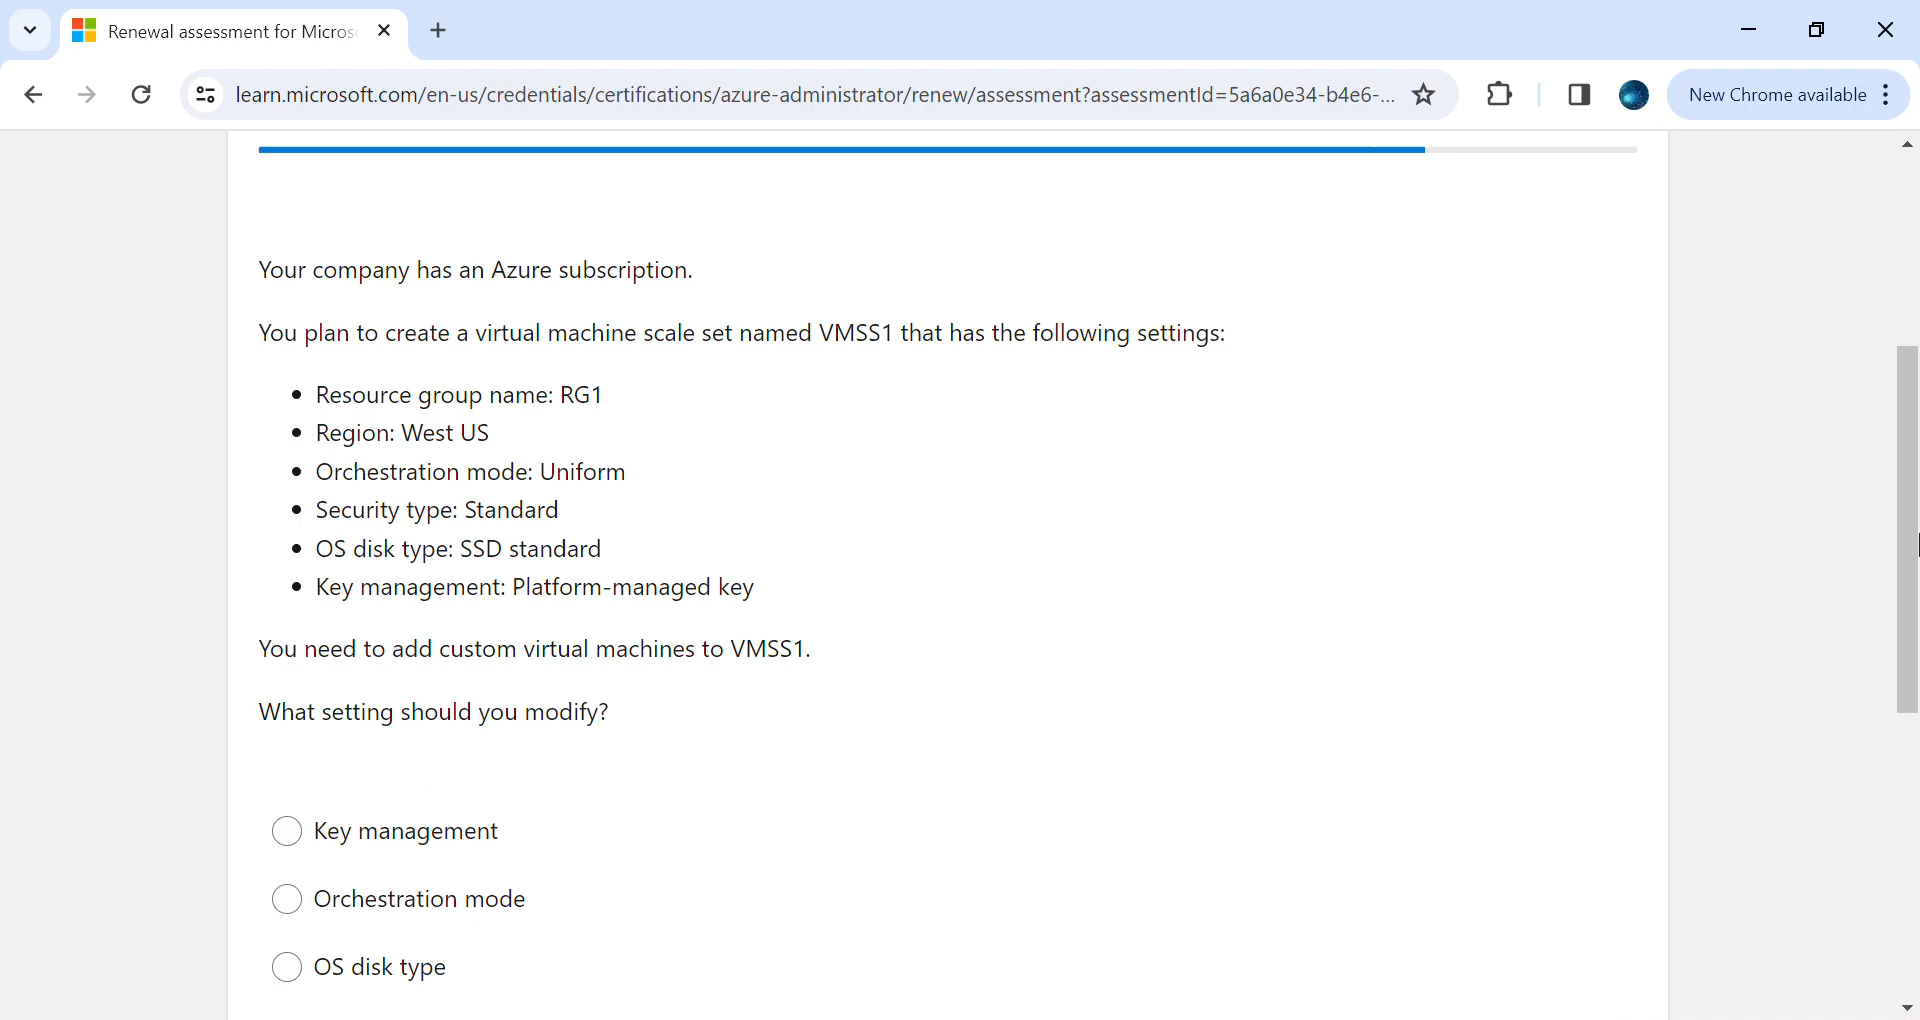 Renewal assessment for Micros
learn.microsoft.com/en-us/credentials/certifications/azure-administrator/renew/assessment?assessmentId=5a6a0e34-b4e6-...
New Chrome available
Your company has an Azure subscription.
You plan to create a virtual machine scale set named VMSS1 that has the following settings:
• Resource group name: RG1
• Region: West US
• Orchestration mode: Uniform
• Security type: Standard
• OS disk type: SSD standard
• Key management: Platform-managed key
You need to add custom virtual machines to VMSS1.
What setting should you modify?
Key management
Orchestration mode
OS disk type